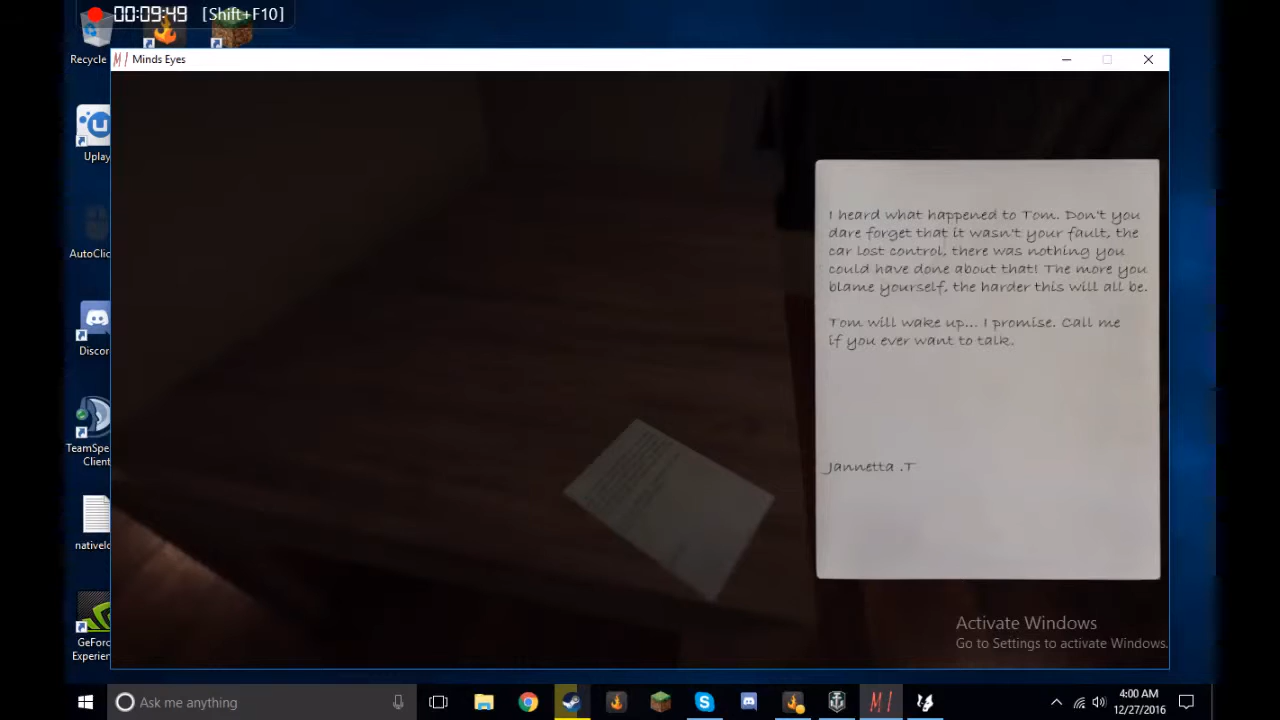 00:09:49 [Shift+F10]
Recycle
Minds Eyes
Uplay
AutoClic
Discor
TeamSpe
Client
nativelo
GeForc
Experien
I heard what happened to Tom. Don't you
dare forget that it wasn't your fault, the
car lost control, there was nothing you
could have done about that! The more you
blame yourself, the harder this will all be.
Tom will wake up... I promise. Call me
if you ever want to talk.
Jannetta .T
Activate Windows
Go to Settings to activate Windows.
Ask me anything
4:00 AM
12/27/2016